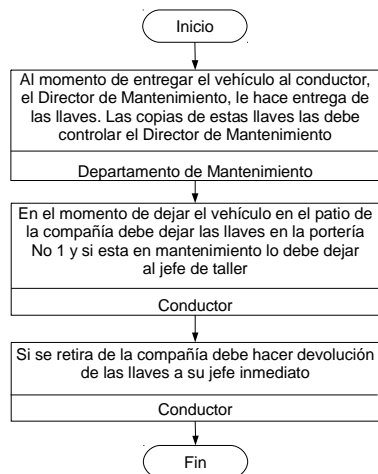 Inicio
Al momento de entregar el vehículo al conductor,
el Director de Mantenimiento, le hace entrega de
las llaves. Las copias de estas llaves las debe
controlar el Director de Mantenimiento
Departamento de Mantenimiento
En el momento de dejar el vehículo en el patio de
la compañía debe dejar las llaves en la portería
No 1 y si esta en mantenimiento lo debe dejar
al jefe de taller
Conductor
Si se retira de la compañía debe hacer devolución
de las llaves a su jefe inmediato
Conductor
Fin